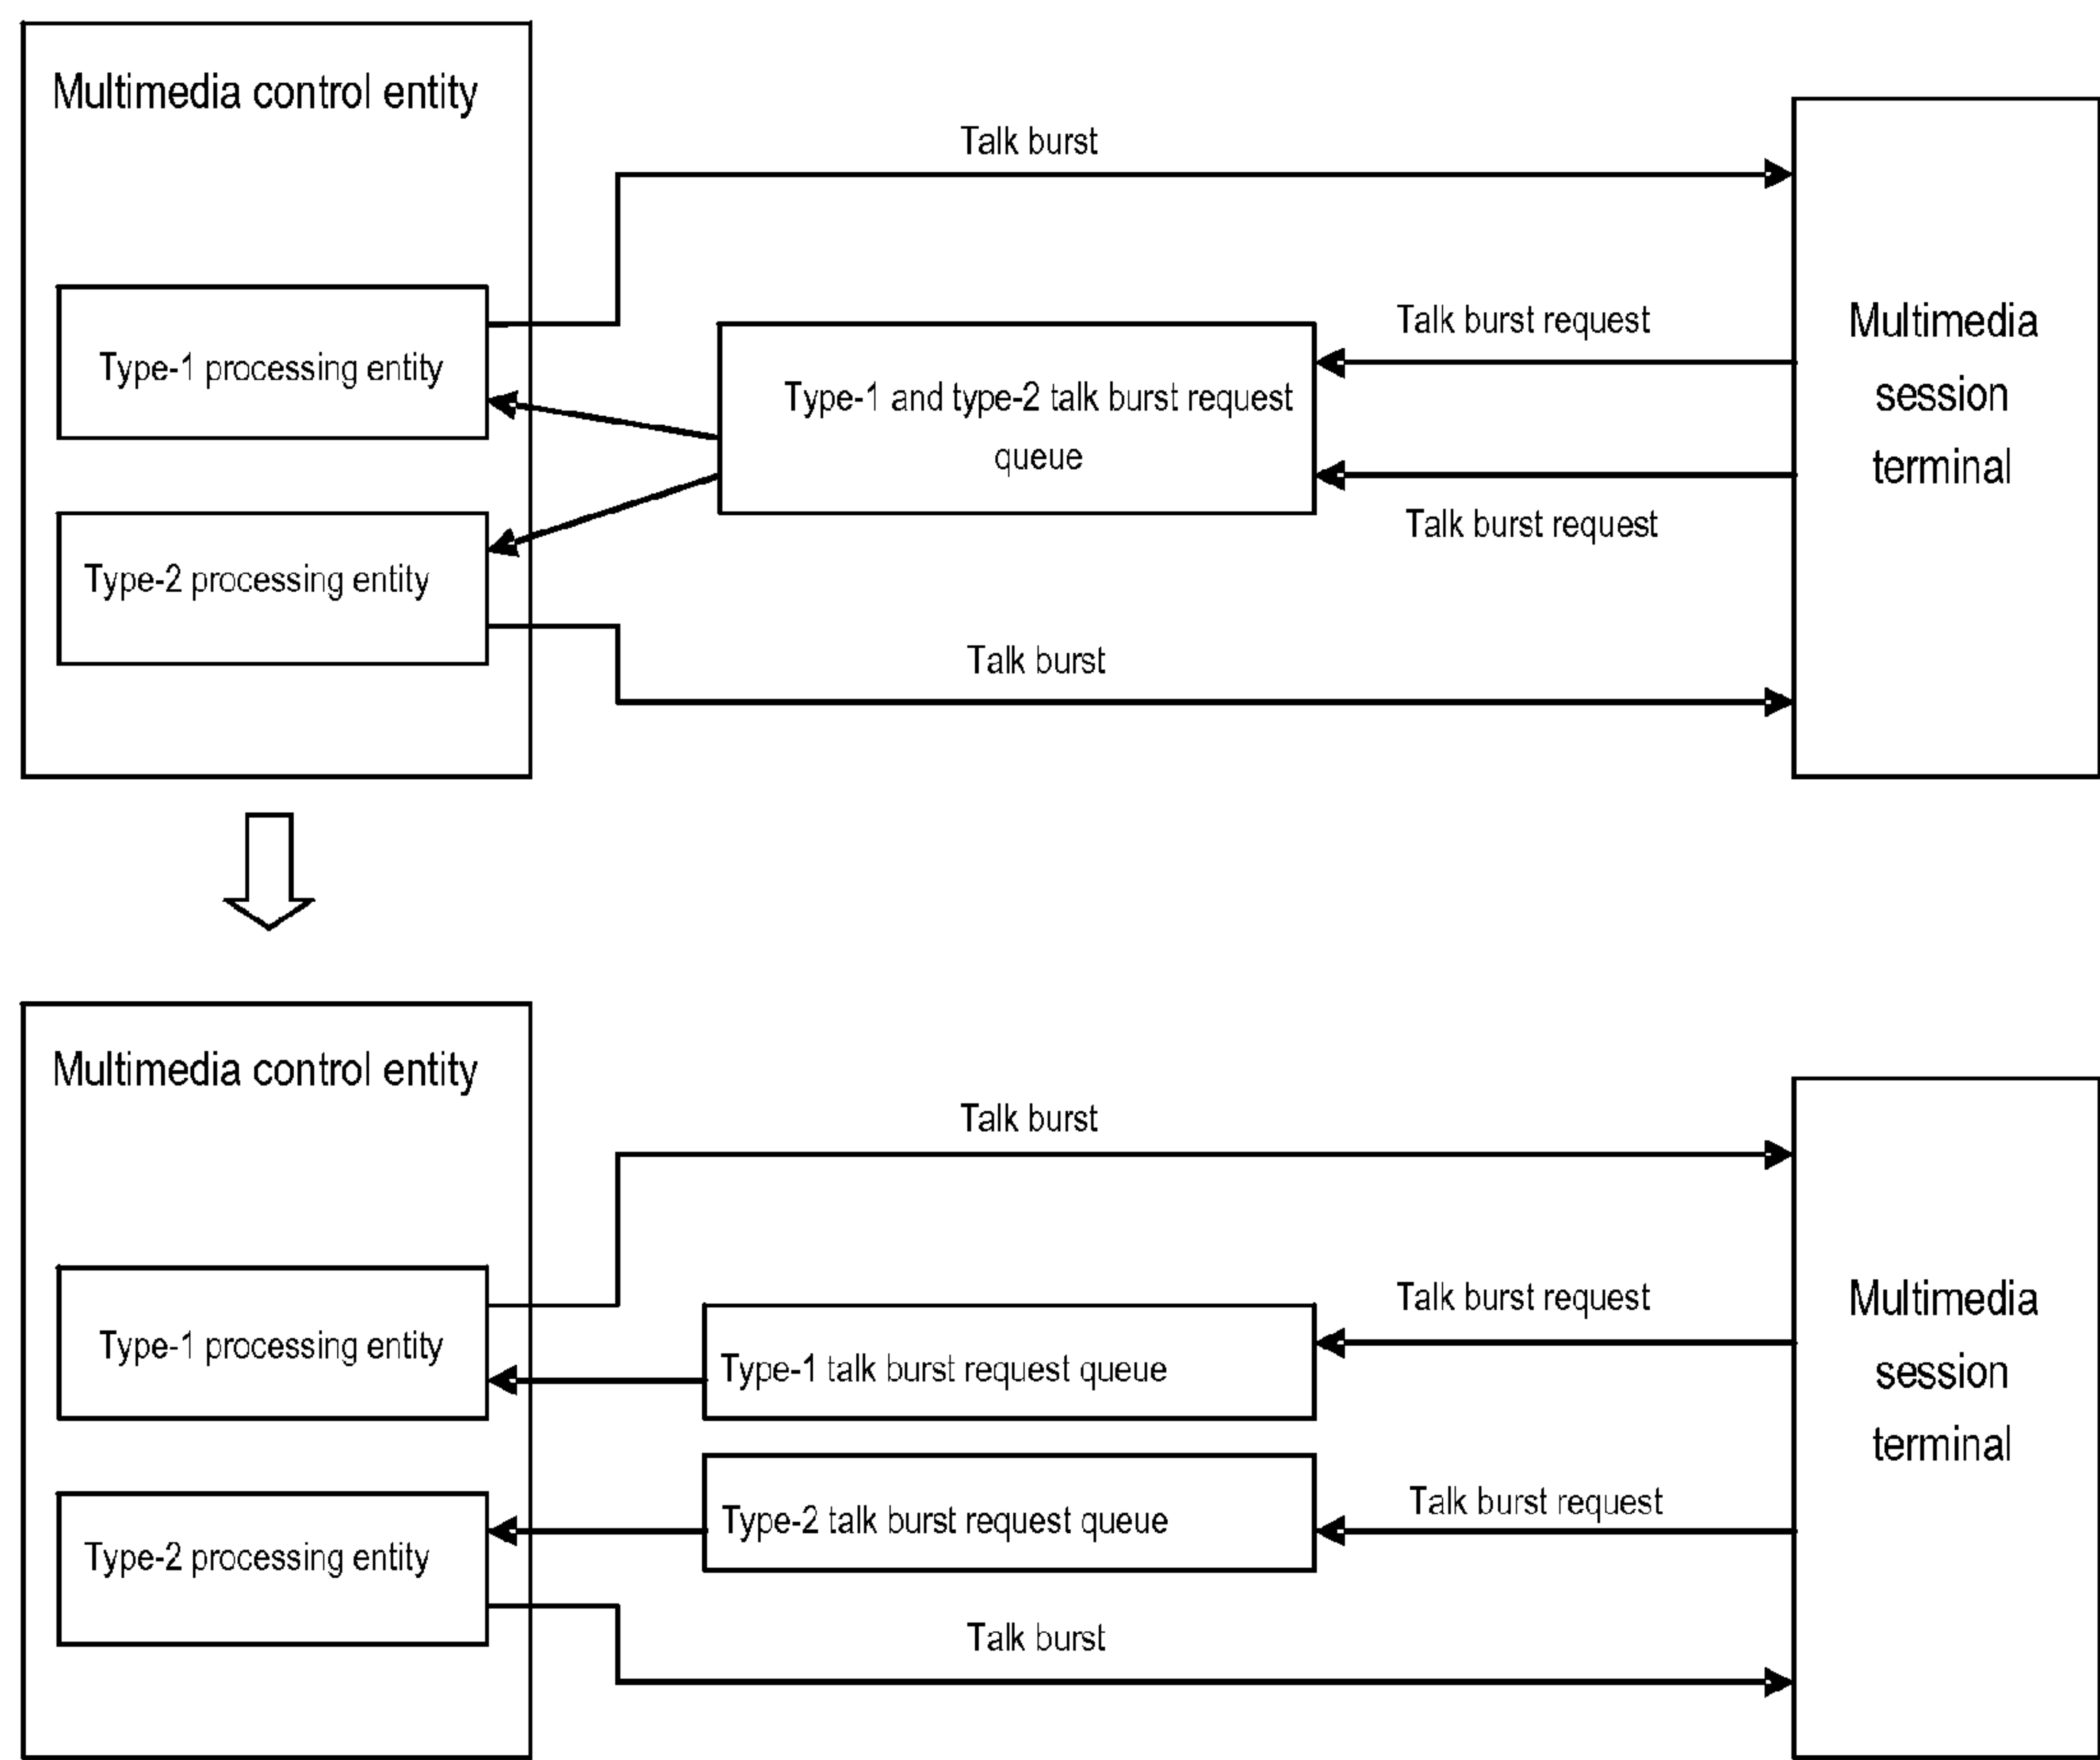 Multimedia control entity
Talk burst
Talk burst request
Multimedia
session
terminal
Type-1 processing entity
Type-1 and type-2 talk burst request
queue
Talk burst request
Type-2 processing entity
Talk burst
Multimedia control entity
Talk burst
Talk burst request
Multimedia
session
terminal
Type-1 processing entity
Type-1 talk burst request queue
Type-2 talk burst request queue
Talk burst request
Type-2 processing entity
Talk burst